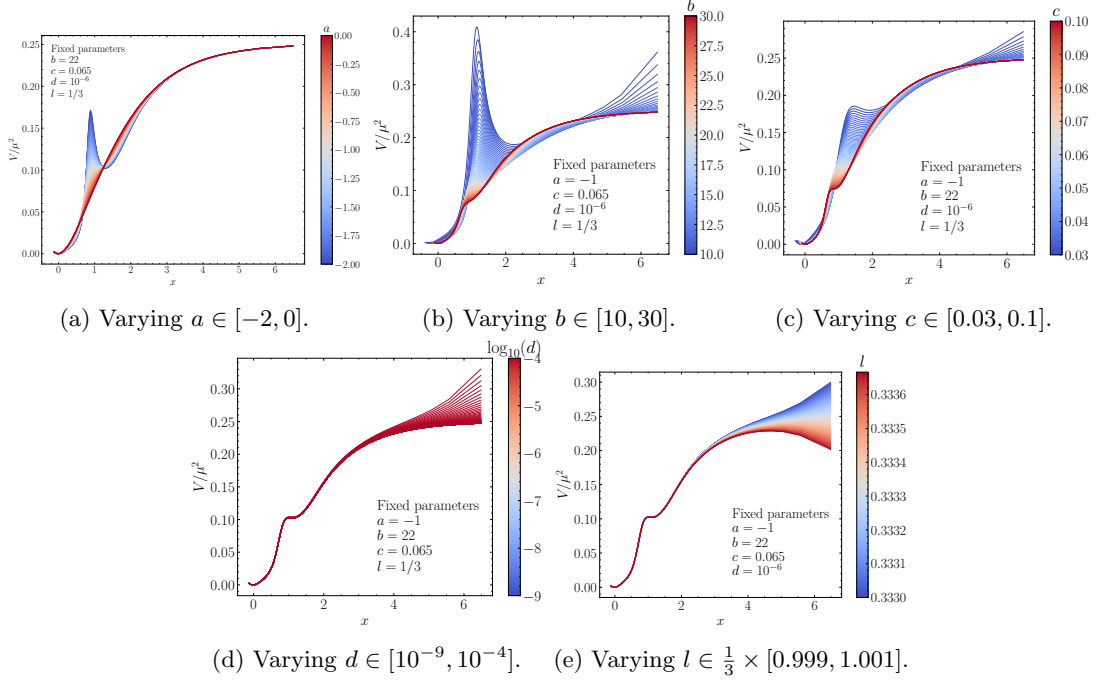 a
0.00
−0.25
−0.50
−0.75
−1.00
−1.25
−1.50
−1.75
−2.00
0.25
0.20
0.15
0.10
0.05
0.00
V/μ²
Fixed parameters
b = 22
c = 0.065
d = 10⁻⁶
l = 1/3
0 1 2 3 4 5 6
x
(a) Varying a ∈ [−2, 0].
b
30.0
27.5
25.0
22.5
20.0
17.5
15.0
12.5
10.0
0.4
0.3
0.2
0.1
0.0
V/μ²
Fixed parameters
a = −1
c = 0.065
d = 10⁻⁶
l = 1/3
0 2 4 6
x
(b) Varying b ∈ [10, 30].
c
0.10
0.09
0.08
0.07
0.06
0.05
0.04
0.03
0.30
0.25
0.20
0.15
0.10
0.05
0.00
V/μ²
Fixed parameters
a = −1
b = 22
d = 10⁻⁶
l = 1/3
0 2 4 6
x
(c) Varying c ∈ [0.03, 0.1].
log₁₀(d)
−4
−5
−6
−7
−8
−9
0.30
0.25
0.20
0.15
0.10
0.05
0.00
V/μ²
Fixed parameters
a = −1
b = 22
c = 0.065
l = 1/3
0 2 4 6
x
(d) Varying d ∈ [10⁻⁹, 10⁻⁴].
l
0.3336
0.3335
0.3333
0.3332
0.3331
0.3330
0.30
0.25
0.20
0.15
0.10
0.05
0.00
V/μ²
Fixed parameters
a = −1
b = 22
c = 0.065
d = 10⁻⁶
0 2 4 6 8
x
(e) Varying l ∈ 1/3 × [0.999, 1.001].